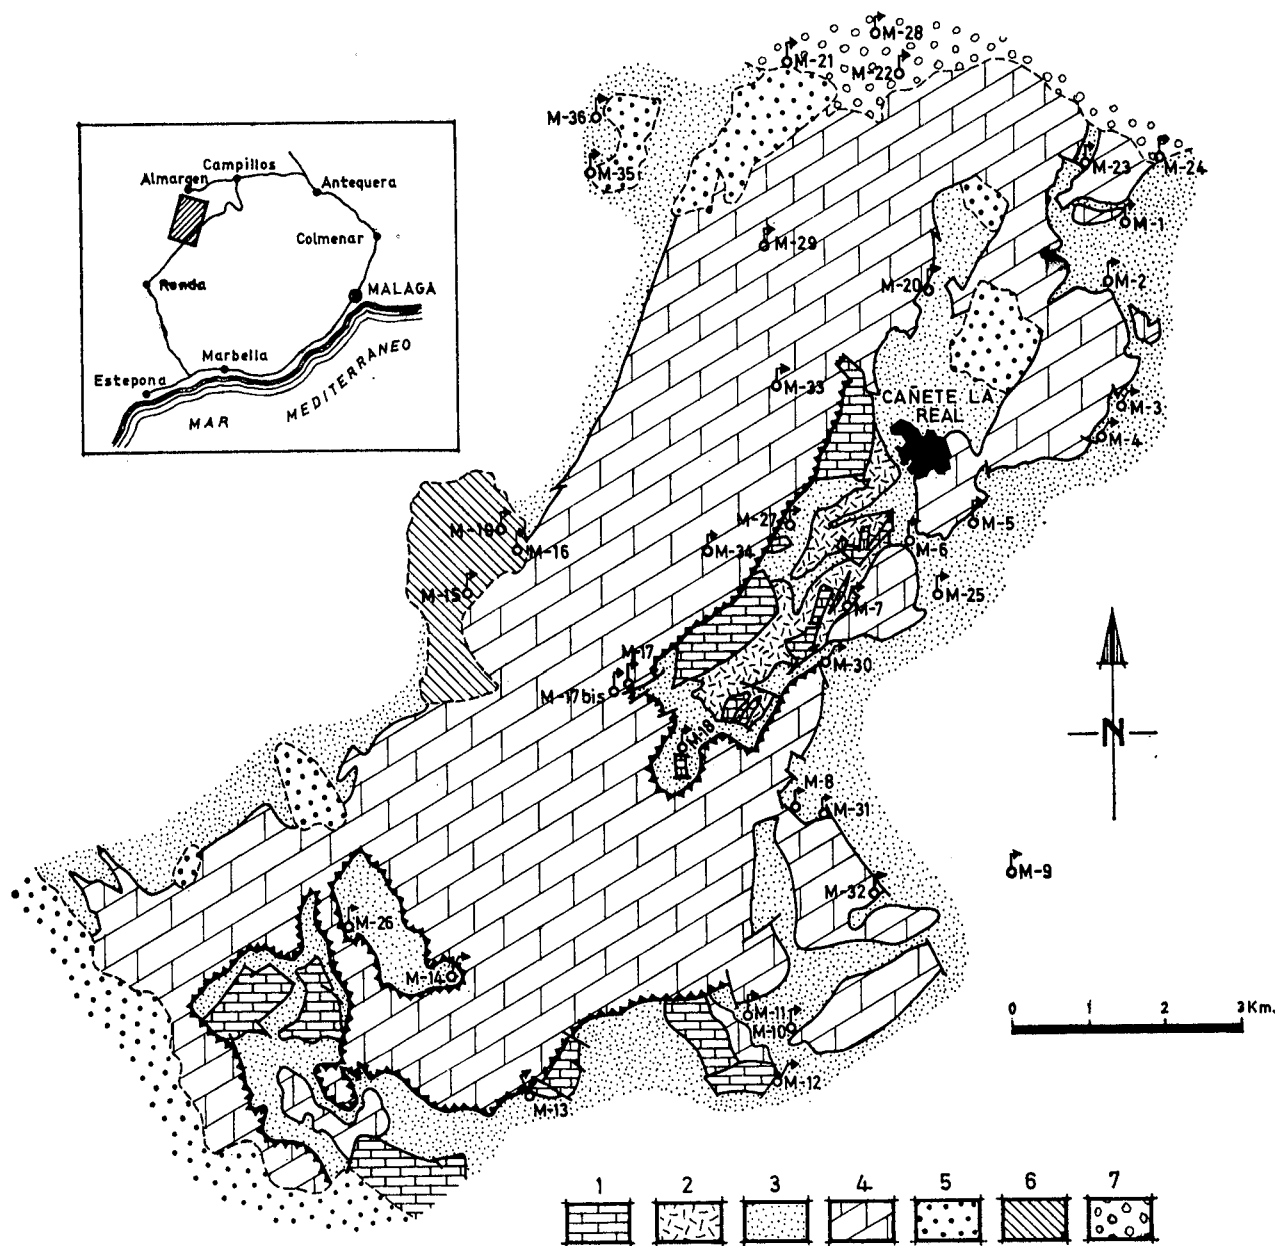 M-28
M-21
M-22
M-36
M-35
M-23
M-24
M-1
M-29
M-20
M-2
M-33
CAÑETE LA
REAL
M-3
M-4
M-27
M-5
M-19
M-16
M-34
M-6
M-15
M-7
M-25
M-17
M-30
M-17bis
M-18
M-8
M-31
M-9
M-32
M-26
M-14
M-11
M-10
M-12
M-13
Almargen
Campillos
Antequera
Colmenar
Ronda
MALAGA
Marbella
Estepona
MAR MEDITERRANEO
N
0 1 2 3Km.
1 2 3 4 5 6 7